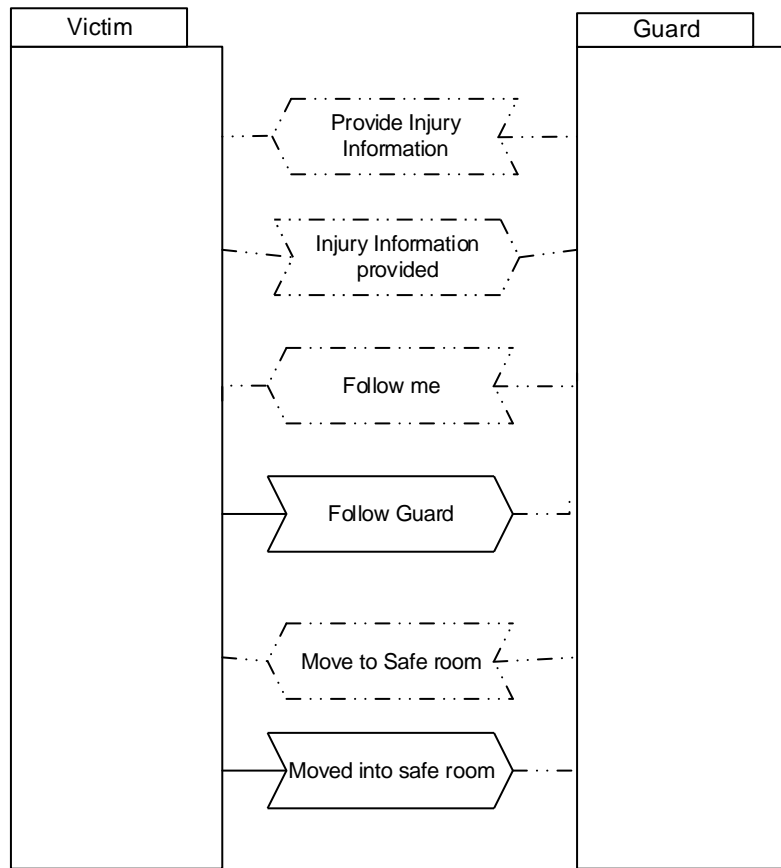 Victim
Guard
Provide Injury
Information
Injury Information
provided
Follow me
Follow Guard
Move to Safe room
Moved into safe room